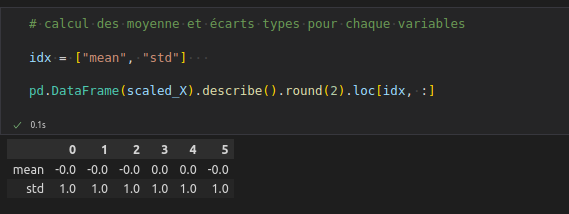 # calcul des moyenne et écarts types pour chaque variables
idx = ["mean", "std"]
pd.DataFrame(scaled_X).describe().round(2).loc[idx, :]
✓ 0.1s
0 1 2 3 4 5
mean -0.0 -0.0 -0.0 0.0 0.0 -0.0
std 1.0 1.0 1.0 1.0 1.0 1.0